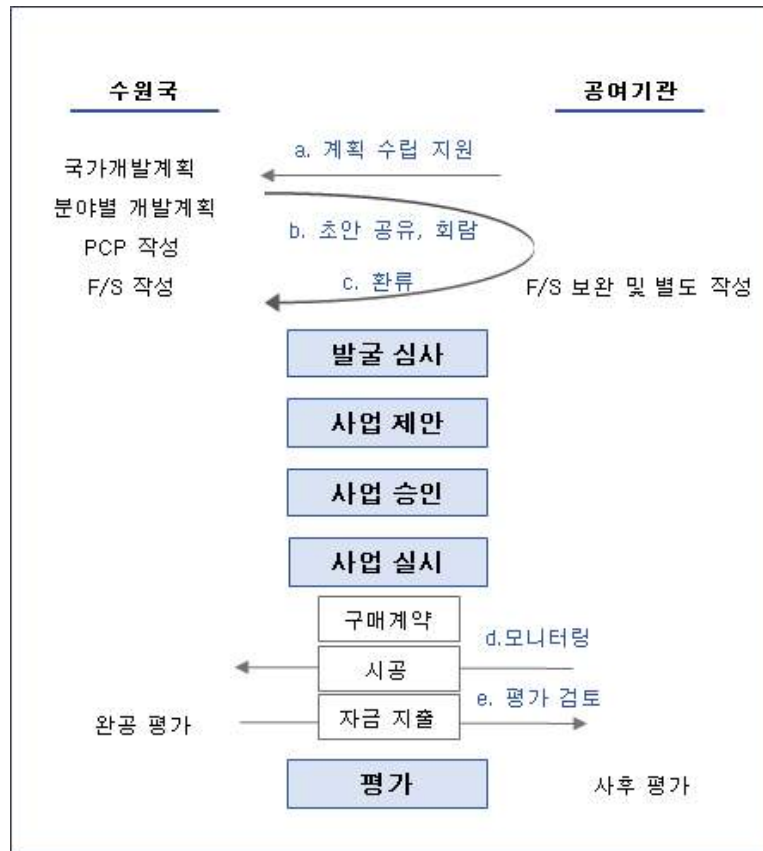 수원국 공여기관
a. 계획 수립 지원
국가개발계획
분야별 개발계획
b. 초안 공유, 회람
PCP 작성
c. 환류
F/S 작성 F/S 보완 및 별도 작성
발굴 심사
사업 제안
사업 승인
사업 실시
구매계약
d.모니터링
시공
e. 평가 검토
완공 평가 자금 지출
평가 사후 평가